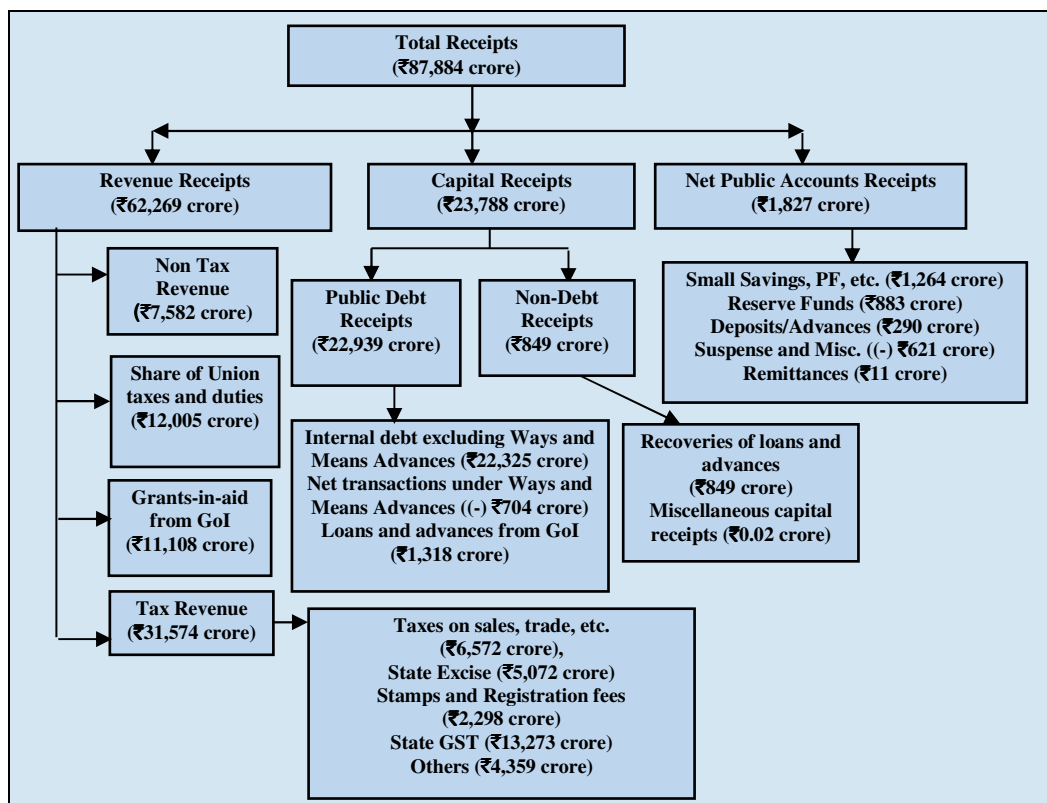 Total Receipts
(₹87,884 crore)
Revenue Receipts
(₹62,269 crore)
Capital Receipts
(₹23,788 crore)
Net Public Accounts Receipts
(₹1,827 crore)
Non Tax
Revenue
(₹7,582 crore)
Share of Union
taxes and duties
(₹12,005 crore)
Grants-in-aid
from GoI
(₹11,108 crore)
Tax Revenue
(₹31,574 crore)
Public Debt
Receipts
(₹22,939 crore)
Non-Debt
Receipts
(₹849 crore)
Small Savings, PF, etc. (₹1,264 crore)
Reserve Funds (₹883 crore)
Deposits/Advances (₹290 crore)
Suspense and Misc. ((-) ₹621 crore)
Remittances (₹11 crore)
Internal debt excluding Ways and
Means Advances (₹22,325 crore)
Net transactions under Ways and
Means Advances ((-) ₹704 crore)
Loans and advances from GoI
(₹1,318 crore)
Recoveries of loans and
advances
(₹849 crore)
Miscellaneous capital
receipts (₹0.02 crore)
Taxes on sales, trade, etc.
(₹6,572 crore),
State Excise (₹5,072 crore)
Stamps and Registration fees
(₹2,298 crore)
State GST (₹13,273 crore)
Others (₹4,359 crore)